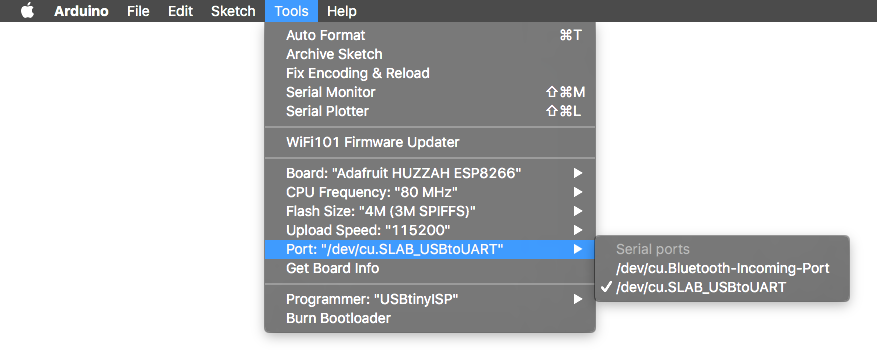 Arduino File Edit Sketch Tools Help
Auto Format ⌘T
Archive Sketch
Fix Encoding & Reload
Serial Monitor ⇧⌘M
Serial Plotter ⇧⌘L
WiFi101 Firmware Updater
Board: "Adafruit HUZZAH ESP8266"
CPU Frequency: "80 MHz"
Flash Size: "4M (3M SPIFFS)"
Upload Speed: "115200"
Port: "/dev/cu.SLAB_USBtoUART"
Serial ports
Get Board Info
/dev/cu.Bluetooth-Incoming-Port
/dev/cu.SLAB_USBtoUART
Programmer: "USBtinyISP"
Burn Bootloader